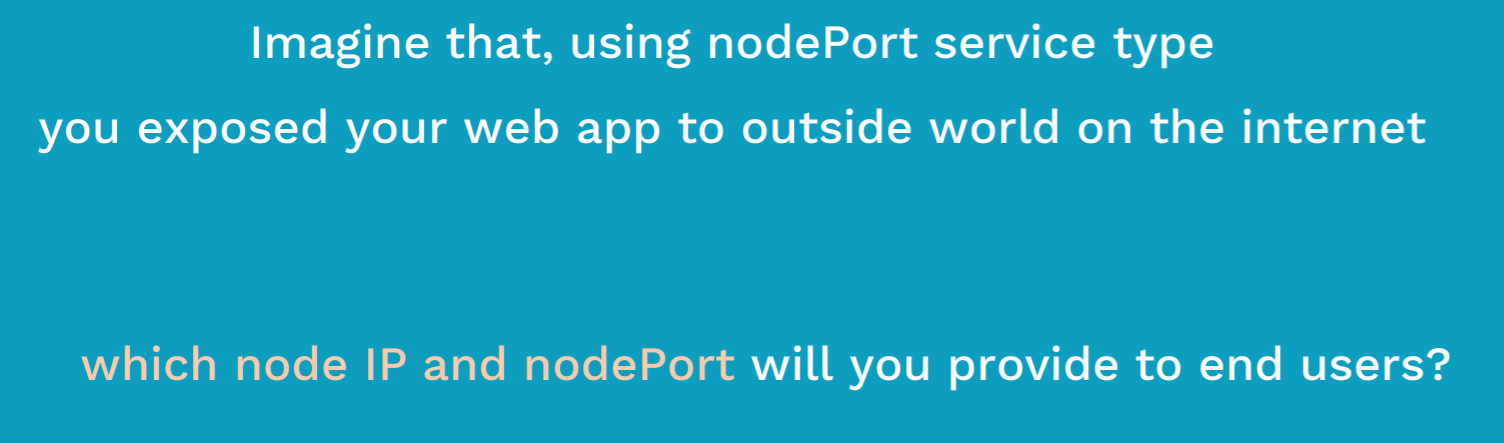 Imagine that, using nodePort service type
you exposed your web app to outside world on the internet
which node IP and nodePort will you provide to end users?